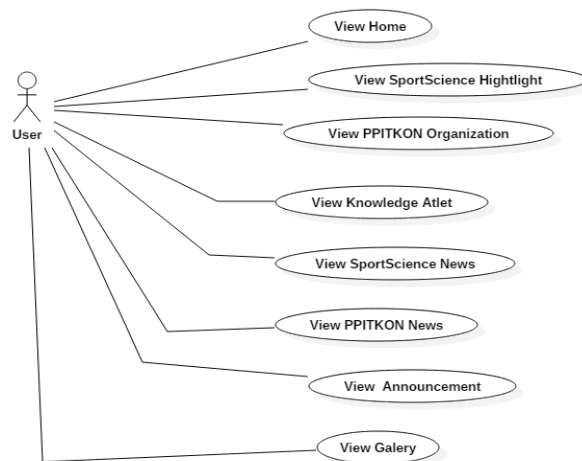 View Home
View SportScience Hightlight
User
View PPITKON Organization
View Knowledge Atlet
View SportScience News
View PPITKON News
View Announcement
View Galery